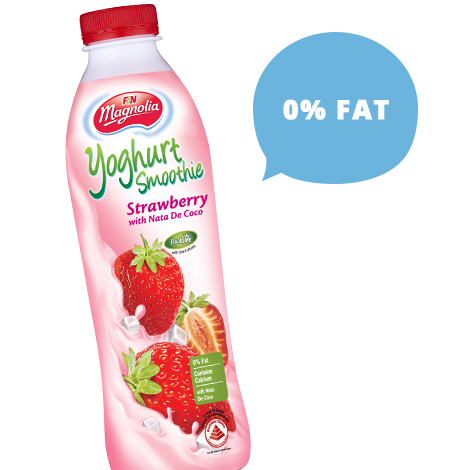 F&N
Magnolia
Yoghurt
Smoothie
Strawberry
with Nata De Coco
0% FAT
0% Fat
Contains
Calcium
with Nata
De Coco